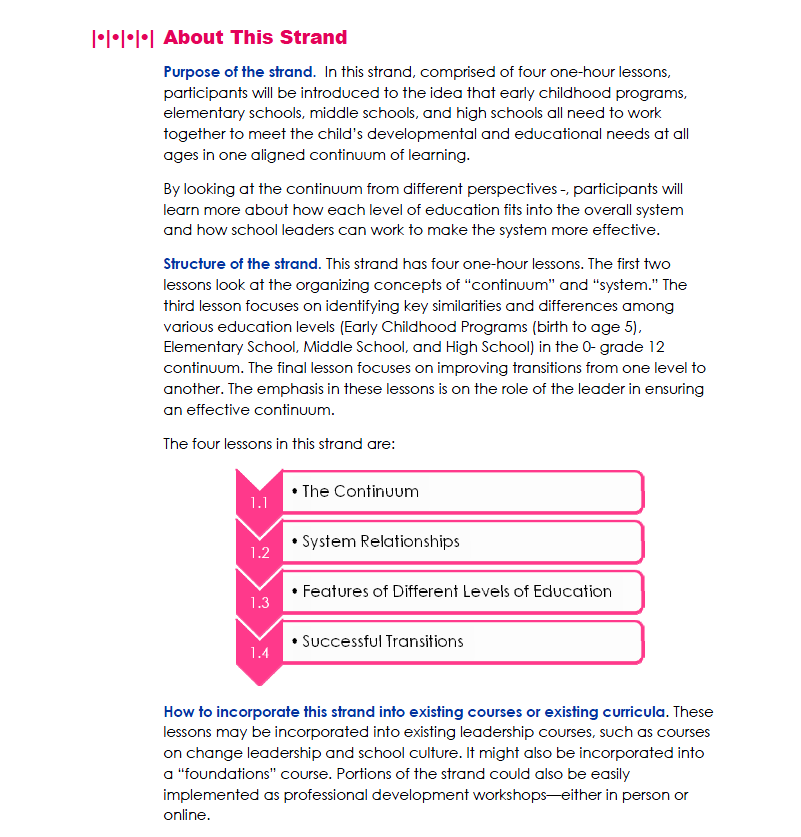 |•|•|•|•| About This Strand
Purpose of the strand.  In this strand, comprised of four one-hour lessons,
participants will be introduced to the idea that early childhood programs,
elementary schools, middle schools, and high schools all need to work
together to meet the child’s developmental and educational needs at all
ages in one aligned continuum of learning.
By looking at the continuum from different perspectives -, participants will
learn more about how each level of education fits into the overall system
and how school leaders can work to make the system more effective.
Structure of the strand. This strand has four one-hour lessons. The first two
lessons look at the organizing concepts of “continuum” and “system.” The
third lesson focuses on identifying key similarities and differences among
various education levels (Early Childhood Programs (birth to age 5),
Elementary School, Middle School, and High School) in the 0- grade 12
continuum. The final lesson focuses on improving transitions from one level to
another. The emphasis in these lessons is on the role of the leader in ensuring
an effective continuum.
The four lessons in this strand are:
1.1 • The Continuum
1.2 • System Relationships
1.3 • Features of Different Levels of Education
1.4 • Successful Transitions
How to incorporate this strand into existing courses or existing curricula. These
lessons may be incorporated into existing leadership courses, such as courses
on change leadership and school culture. It might also be incorporated into
a “foundations” course. Portions of the strand could also be easily
implemented as professional development workshops—either in person or
online.